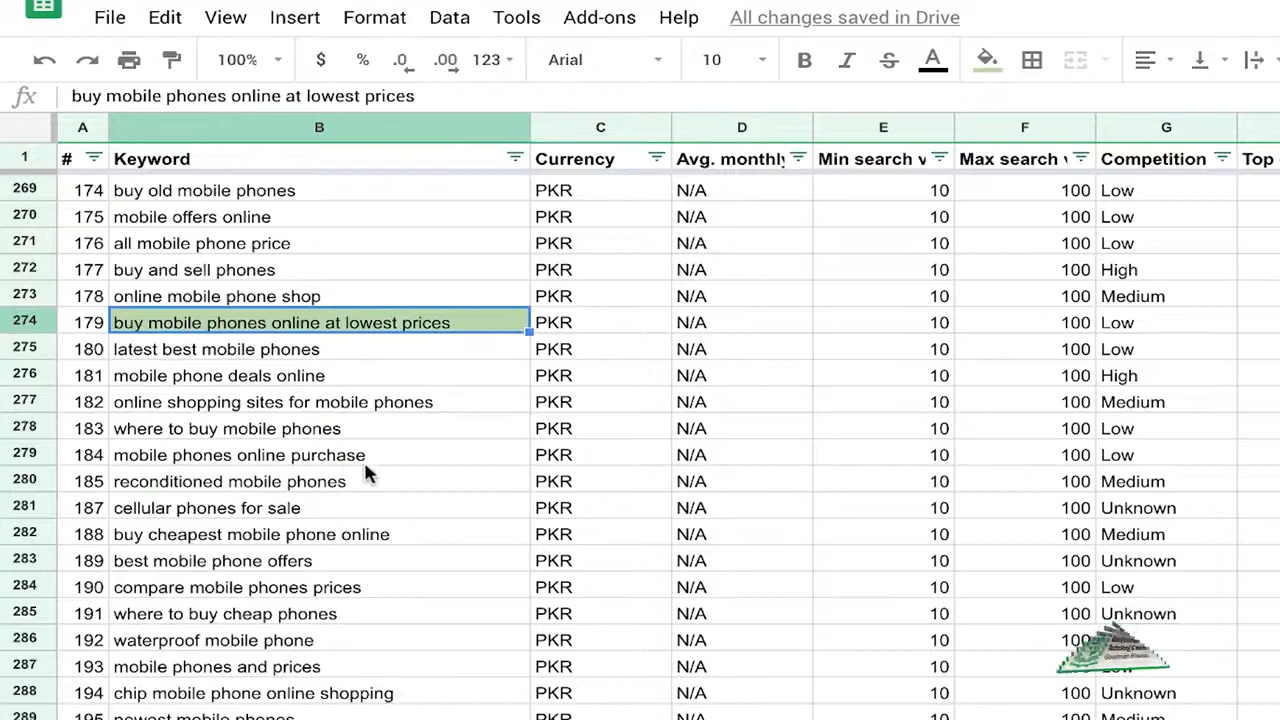 File Edit View Insert Format Data Tools Add-ons Help All changes saved in Drive
100% $ % .0 .00 123 Arial 10 B I S A
fx buy mobile phones online at lowest prices
A B C D E F G
1 # Keyword Currency Avg. monthly Min search v Max search v Competition Top
269 174 buy old mobile phones PKR N/A 10 100 Low
270 175 mobile offers online PKR N/A 10 100 Low
271 176 all mobile phone price PKR N/A 10 100 Low
272 177 buy and sell phones PKR N/A 10 100 High
273 178 online mobile phone shop PKR N/A 10 100 Medium
274 179 buy mobile phones online at lowest prices PKR N/A 10 100 Low
275 180 latest best mobile phones PKR N/A 10 100 Low
276 181 mobile phone deals online PKR N/A 10 100 High
277 182 online shopping sites for mobile phones PKR N/A 10 100 Medium
278 183 where to buy mobile phones PKR N/A 10 100 Low
279 184 mobile phones online purchase PKR N/A 10 100 Low
280 185 reconditioned mobile phones PKR N/A 10 100 Medium
281 187 cellular phones for sale PKR N/A 10 100 Unknown
282 188 buy cheapest mobile phone online PKR N/A 10 100 Medium
283 189 best mobile phone offers PKR N/A 10 100 Unknown
284 190 compare mobile phones prices PKR N/A 10 100 Low
285 191 where to buy cheap phones PKR N/A 10 100 Unknown
286 192 waterproof mobile phone PKR N/A 10 100
287 193 mobile phones and prices PKR N/A 10 100 Low
288 194 chip mobile phone online shopping PKR N/A 10 100 Unknown
289 195 newest mobile phones PKR N/A 10 100 Medium